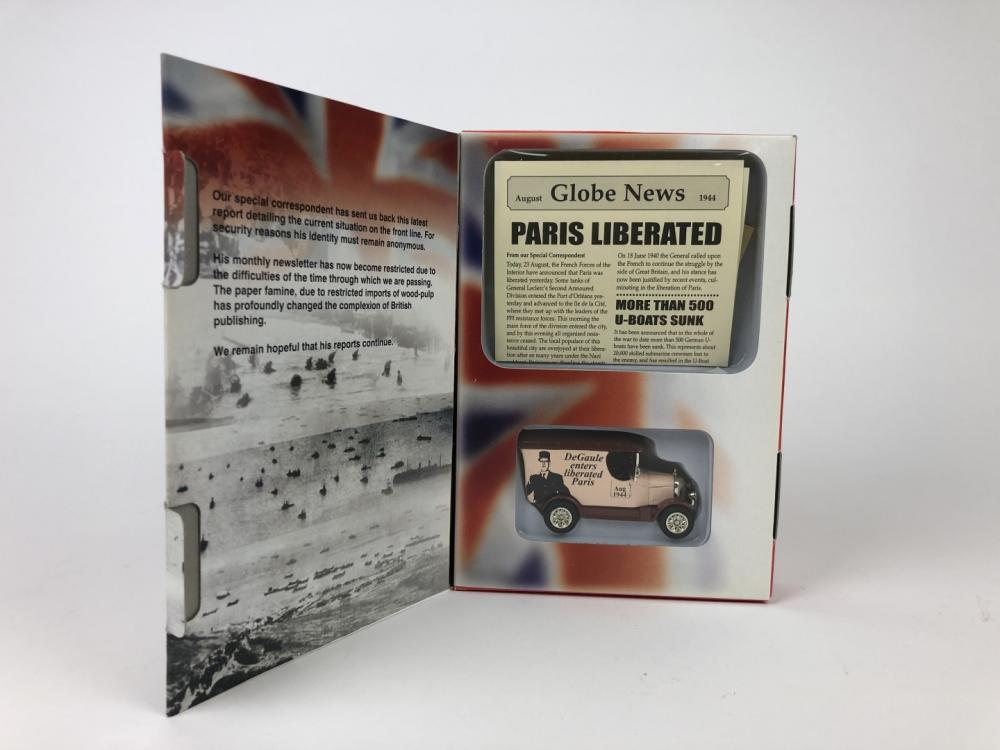 Our special correspondent has sent us back this latest
report detailing the current situation on the front line. For
security reasons his identity must remain anonymous.
His monthly newsletter has now become restricted due to
the difficulties of the time through which we are passing.
The paper famine, due to restricted imports of wood-pulp
has profoundly changed the complexion of British
publishing.
We remain hopeful that his reports continue.
August Globe News 1944
PARIS LIBERATED
From our Special Correspondent
Today, 23 August, the French Forces of the
Interior have announced that Paris was
liberated yesterday. Some tanks of
General Leclerc's Second Armoured
Division entered the Port d'Orléans yes-
terday and advanced to the Ile de la Cité,
where they met up with the leaders of the
FFI resistance forces. This morning the
main force of the division entered the city,
and by this evening all organised resis-
tance ceased. The local populace of this
beautiful city are overjoyed at their libera-
tion after so many years under the Nazi
On 18 June 1940 the General called upon
the French to continue the struggle by the
side of Great Britain, and his stance has
now been justified by recent events, cul-
minating in the liberation of Paris.
MORE THAN 500
U-BOATS SUNK
It has been announced that in the whole of
the war to date more than 500 German U-
boats have been sunk. This represents about
20,000 skilled submarine crewmen lost to
the enemy, and has resulted in the U-Boat
DeGaule
enters
liberated
Paris
Aug
1944